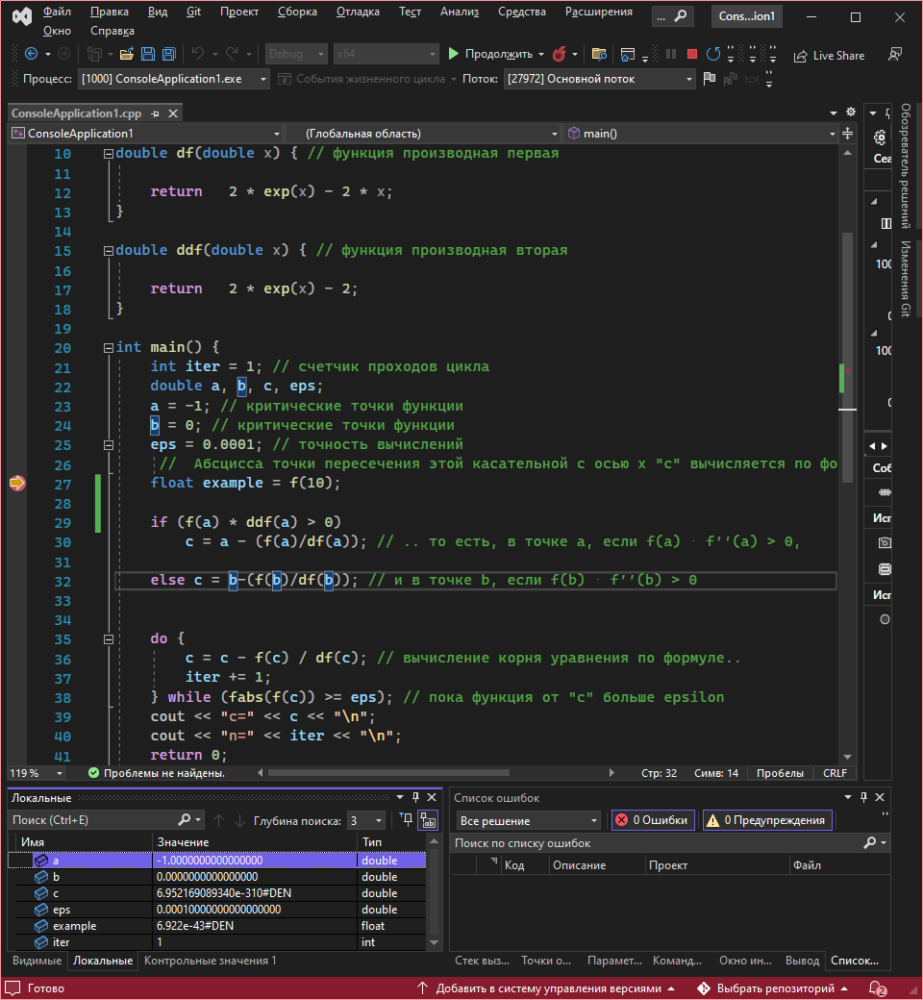 Файл Правка Вид Git Проект Сборка Отладка Тест Анализ Средства Расширения ... Cons...ion1
Окно Справка
Debug x64 Продолжить Live Share
Процесс: [1000] ConsoleApplication1.exe События жизненного цикла Поток: [27972] Основной поток
ConsoleApplication1.cpp
ConsoleApplication1 (Глобальная область) main()
10 double df(double x) { // функция производная первая
11
12 return 2 * exp(x) - 2 * x;
13 }
14
15 double ddf(double x) { // функция производная вторая
16
17 return 2 * exp(x) - 2;
18 }
19
20 int main() {
21 int iter = 1; // счетчик проходов цикла
22 double a, b, c, eps;
23 a = -1; // критические точки функции
24 b = 0; // критические точки функции
25 eps = 0.0001; // точность вычислений
26 // Абсцисса точки пересечения этой касательной с осью x "c" вычисляется по фо
27 float example = f(10);
28
29 if (f(a) * ddf(a) > 0)
30 c = a - (f(a)/df(a)); // .. то есть, в точке a, если f(a) · f’’(a) > 0,
31
32 else c = b-(f(b)/df(b)); // и в точке b, если f(b) · f’’(b) > 0
33
34
35 do {
36 c = c - f(c) / df(c); // вычисление корня уравнения по формуле..
37 iter += 1;
38 } while (fabs(f(c)) >= eps); // пока функция от "c" больше epsilon
39 cout << "c=" << c << "\n";
40 cout << "n=" << iter << "\n";
41 return 0;
119 % Проблемы не найдены. Стр: 32 Симв: 14 Пробелы CRLF
Обозреватель решений
Изменения Git
Сеа
100
0
100
0
Соб
Исп
Исп
Локальные
Поиск (Ctrl+E) Глубина поиска: 3
Имя Значение Тип
a -1.0000000000000000 double
b 0.0000000000000000 double
c 6.952169089340e-310#DEN double
eps 0.00010000000000000000 double
example 6.922e-43#DEN float
iter 1 int
Видимые Локальные Контрольные значения 1
Список ошибок
Все решение 0 Ошибки 0 Предупреждения
Поиск по списку ошибок
Код Описание Проект Файл
Стек выз... Точки о... Парамет... Команд... Окно ин... Вывод Список...
Готово Добавить в систему управления версиями Выбрать репозиторий 2